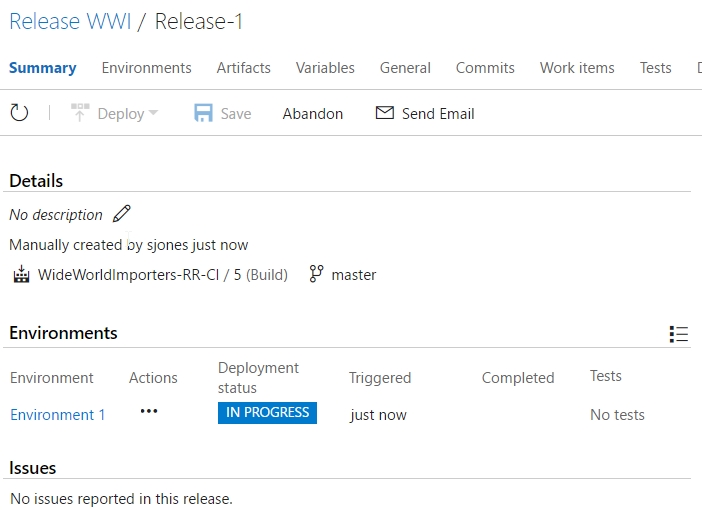 Release WWI / Release-1
Summary Environments Artifacts Variables General Commits Work items Tests
Deploy Save Abandon Send Email
Details
No description
Manually created by sjones just now
WideWorldImporters-RR-CI / 5 (Build) master
Environments
Environment Actions Deployment status Triggered Completed Tests
Environment 1 ••• IN PROGRESS just now No tests
Issues
No issues reported in this release.